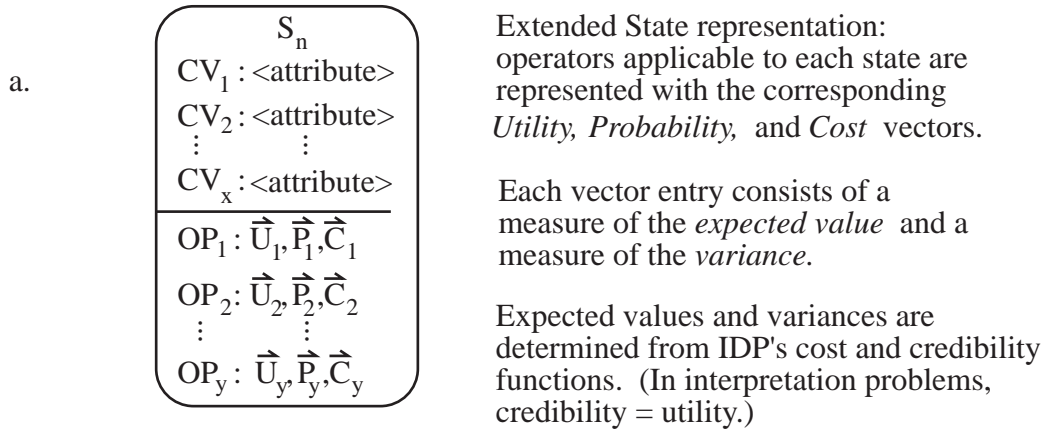 a.
S_n
CV_1 : <attribute>
CV_2 : <attribute>
⋮ ⋮
CV_x : <attribute>
OP_1 : U⃗_1, P⃗_1, C⃗_1
OP_2 : U⃗_2, P⃗_2, C⃗_2
⋮ ⋮
OP_y : U⃗_y, P⃗_y, C⃗_y
Extended State representation:
operators applicable to each state are
represented with the corresponding
Utility, Probability, and Cost vectors.
Each vector entry consists of a
measure of the expected value and a
measure of the variance.
Expected values and variances are
determined from IDP's cost and credibility
functions. (In interpretation problems,
credibility = utility.)